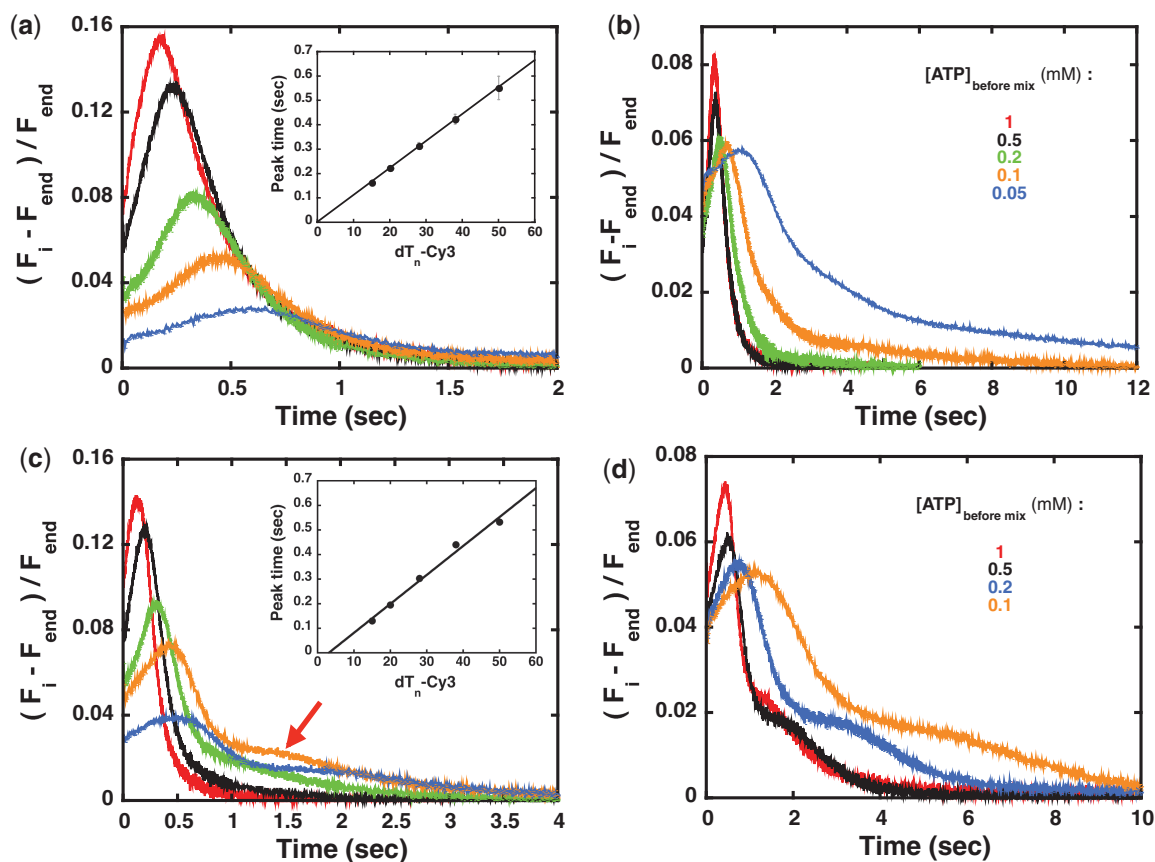 (a)
( F_i - F_end ) / F_end
0.16
0.12
0.08
0.04
0
0 0.5 1 1.5 2
Time (sec)
Peak time (sec)
0.7
0.6
0.5
0.4
0.3
0.2
0.1
0.0
0 10 20 30 40 50 60
dT_n-Cy3
(b)
( F_i-F_end ) / F_end
0.08
0.06
0.04
0.02
0
0 2 4 6 8 10 12
Time (sec)
[ATP]_before mix (mM) :
1
0.5
0.2
0.1
0.05
(c)
( F_i - F_end ) / F_end
0.16
0.12
0.08
0.04
0
0 0.5 1 1.5 2 2.5 3 3.5 4
Time (sec)
Peak time (sec)
0.7
0.6
0.5
0.4
0.3
0.2
0.1
0.0
0 10 20 30 40 50 60
dT_n-Cy3
(d)
( F_i - F_end ) / F_end
0.08
0.06
0.04
0.02
0
0 2 4 6 8 10
Time (sec)
[ATP]_before mix (mM) :
1
0.5
0.2
0.1